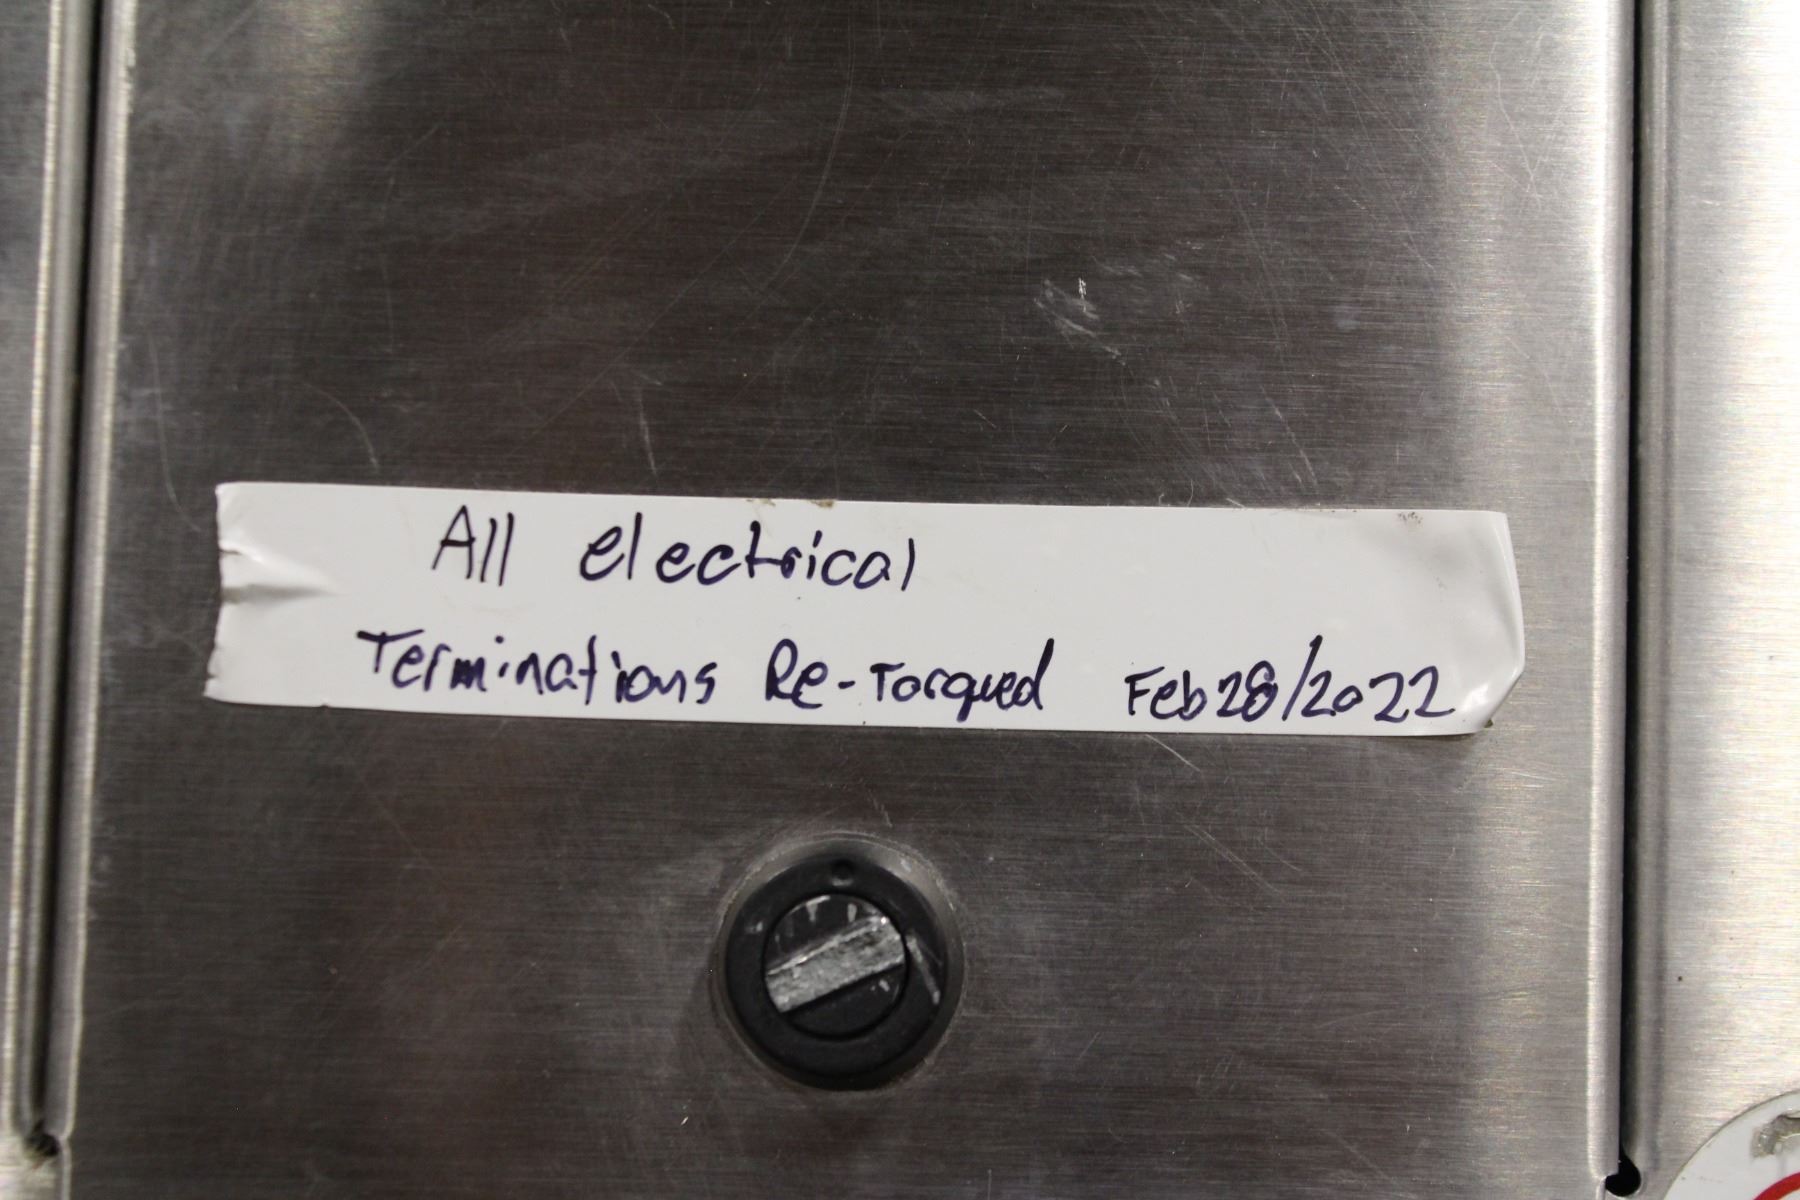 All electrical
Terminations Re-Torqued Feb 28/2022